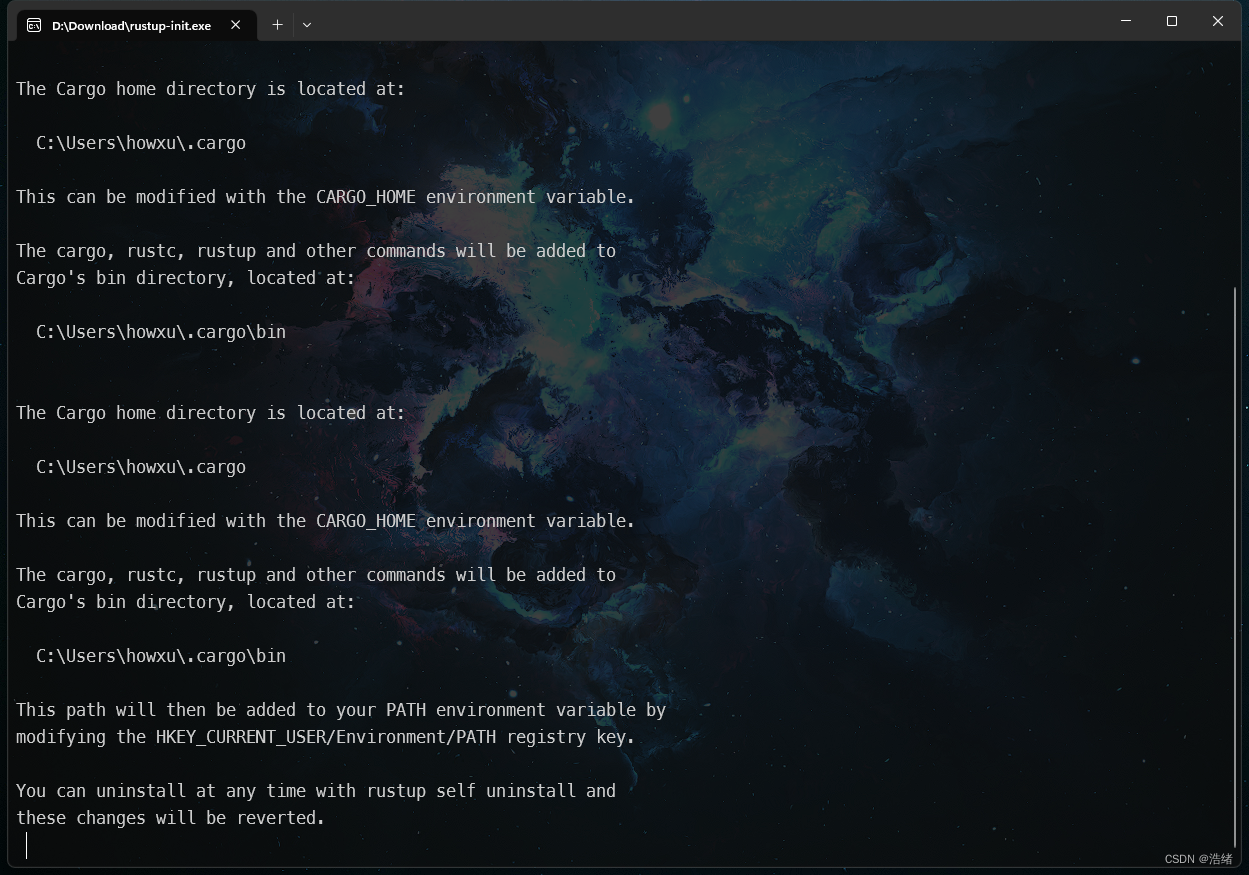 D:\Download\rustup-init.exe
The Cargo home directory is located at:
C:\Users\howxu\.cargo
This can be modified with the CARGO_HOME environment variable.
The cargo, rustc, rustup and other commands will be added to
Cargo's bin directory, located at:
C:\Users\howxu\.cargo\bin
The Cargo home directory is located at:
C:\Users\howxu\.cargo
This can be modified with the CARGO_HOME environment variable.
The cargo, rustc, rustup and other commands will be added to
Cargo's bin directory, located at:
C:\Users\howxu\.cargo\bin
This path will then be added to your PATH environment variable by
modifying the HKEY_CURRENT_USER/Environment/PATH registry key.
You can uninstall at any time with rustup self uninstall and
these changes will be reverted.
CSDN @浩绪